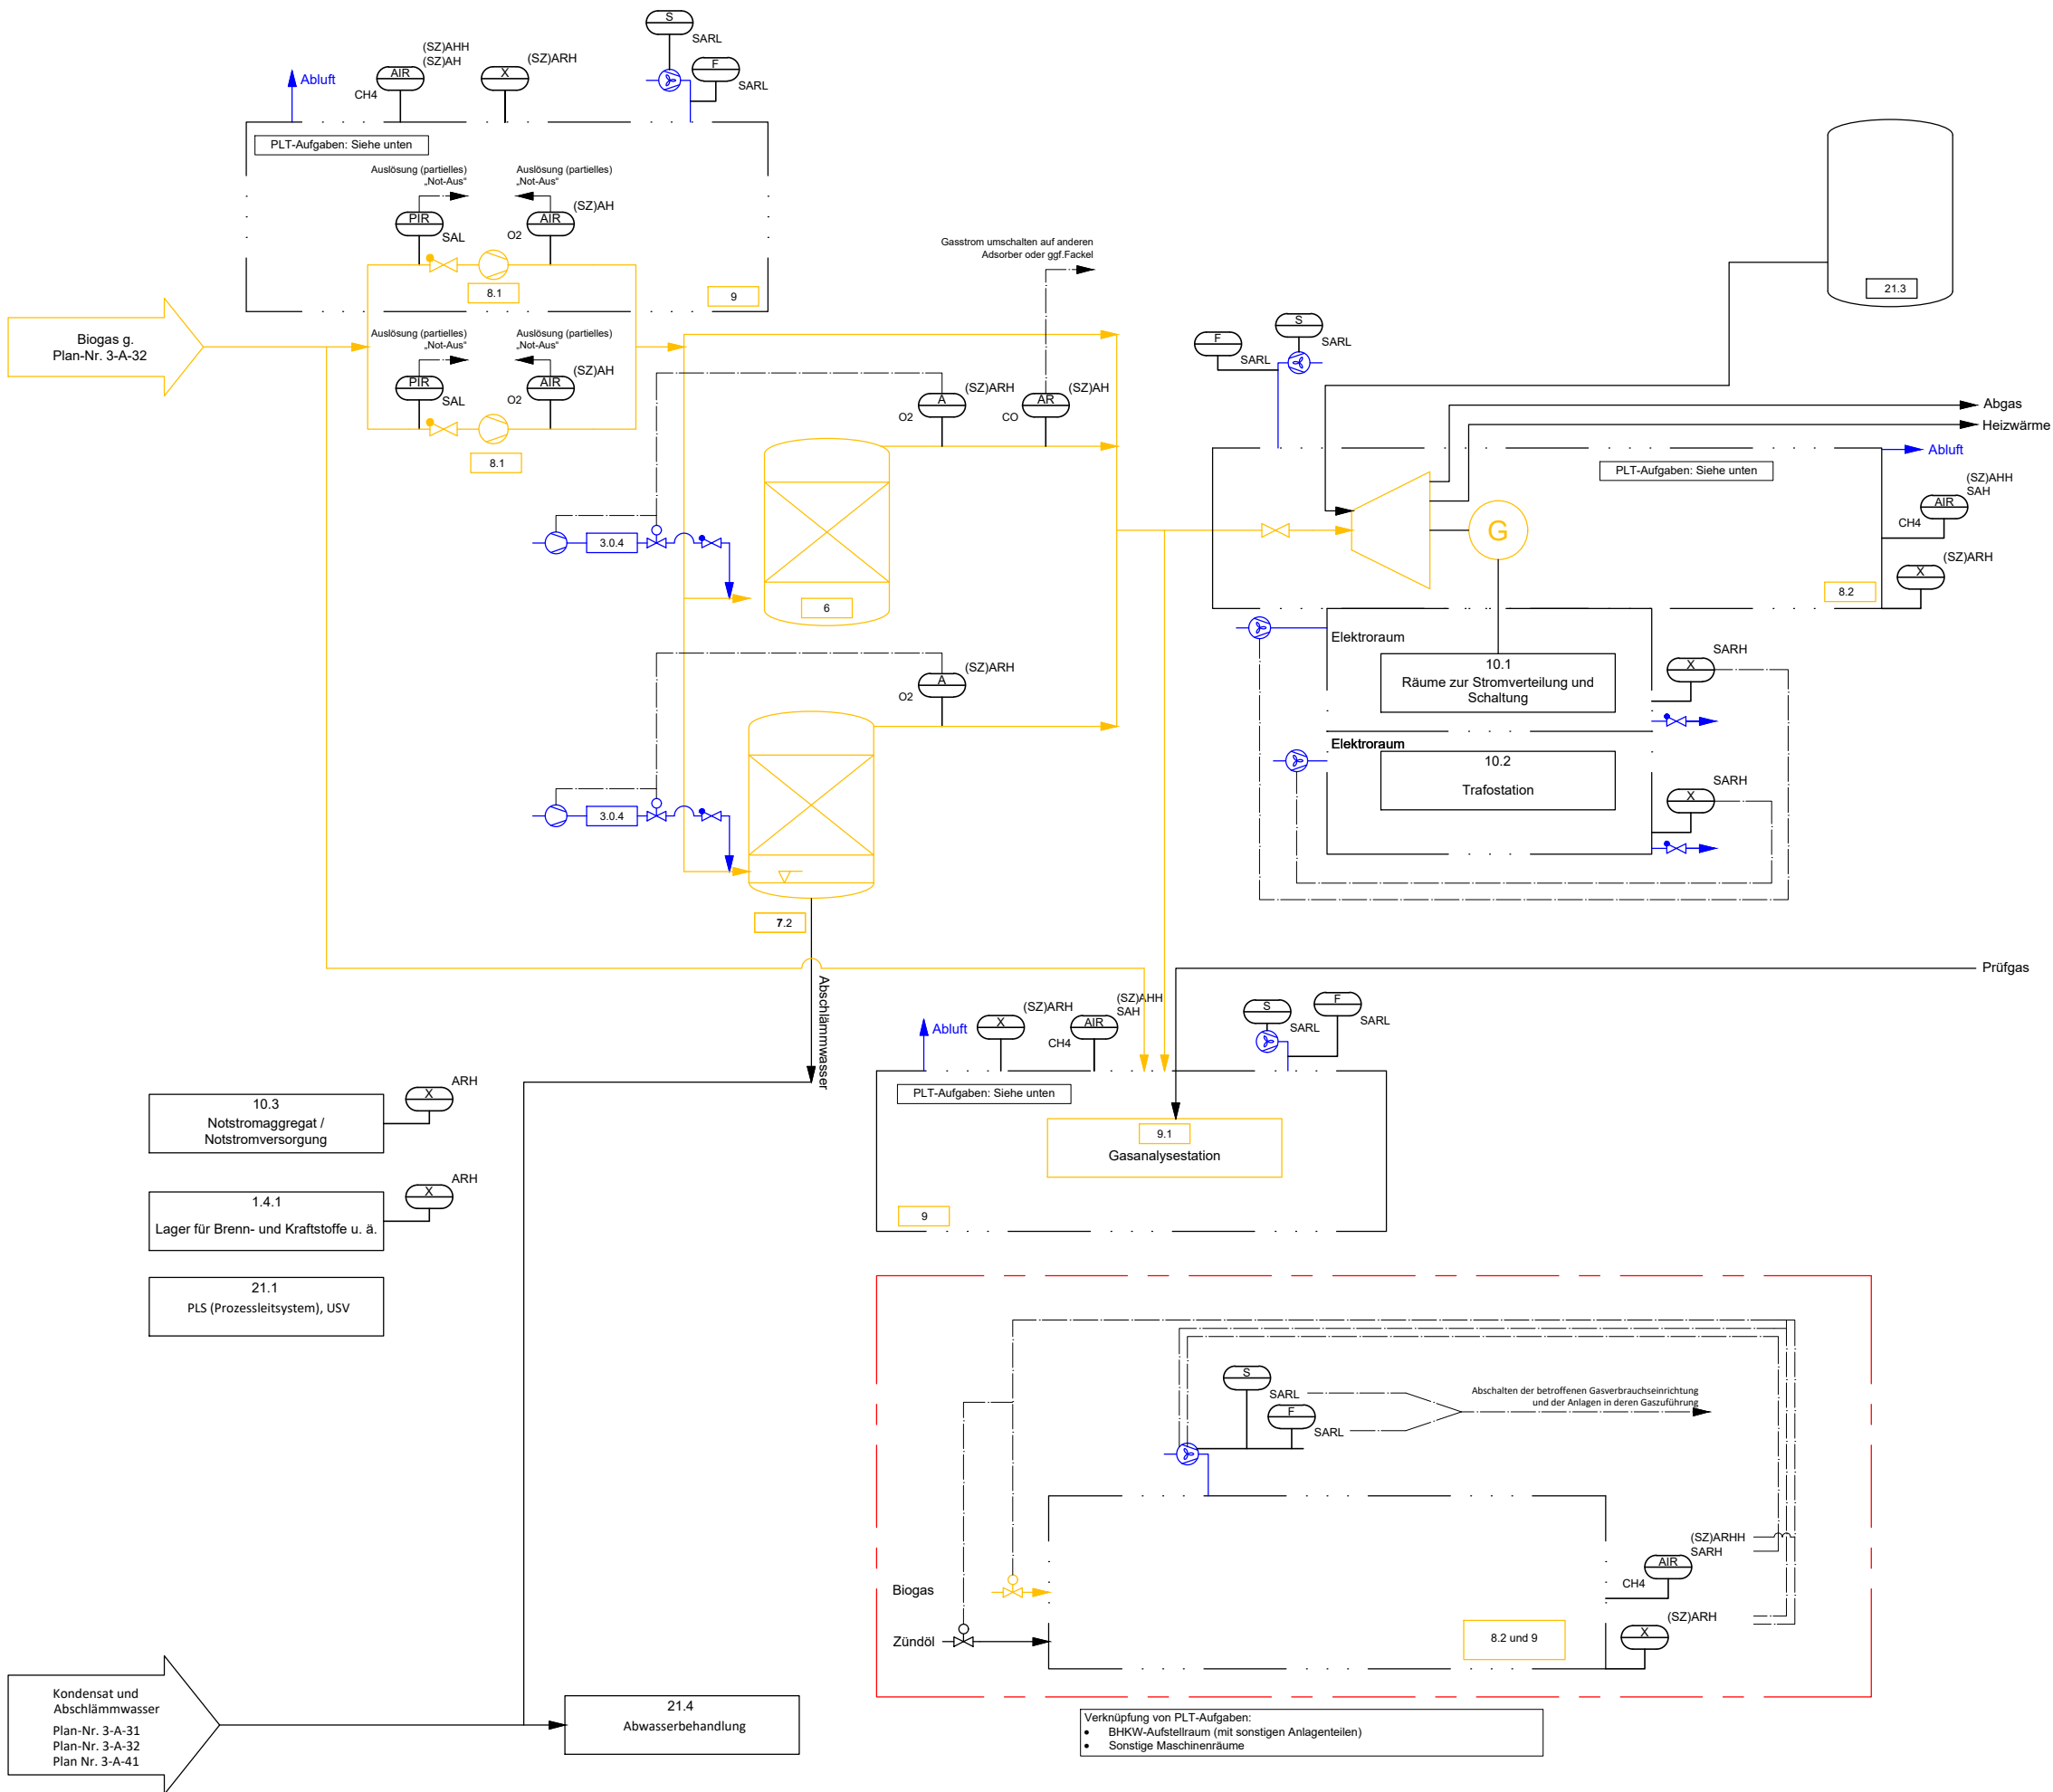 S
SARL
(SZ)AHH
(SZ)AH
AIR
CH4
(SZ)ARH
X
F
SARL
Abluft
PLT-Aufgaben: Siehe unten
Auslösung (partielles)
„Not-Aus“
Auslösung (partielles)
„Not-Aus“
PIR
SAL
AIR
(SZ)AH
O2
8.1
9
Biogas g.
Plan-Nr. 3-A-32
Auslösung (partielles)
„Not-Aus“
Auslösung (partielles)
„Not-Aus“
PIR
SAL
AIR
(SZ)AH
O2
8.1
Gasstrom umschalten auf anderen
Adsorber oder ggf.Fackel
A
(SZ)ARH
O2
AR
(SZ)AH
CO
3.0.4
6
A
(SZ)ARH
O2
3.0.4
7.2
Abschlämmwasser
21.3
F
SARL
S
SARL
Abgas
Heizwärme
Abluft
PLT-Aufgaben: Siehe unten
(SZ)AHH
SAH
AIR
CH4
(SZ)ARH
X
G
8.2
Elektroraum
10.1
Räume zur Stromverteilung und
Schaltung
SARH
X
Elektroraum
10.2
Trafostation
SARH
X
Prüfgas
Abluft
(SZ)ARH
X
(SZ)AHH
SAH
AIR
CH4
S
SARL
F
SARL
PLT-Aufgaben: Siehe unten
9.1
Gasanalysestation
9
10.3
Notstromaggregat /
Notstromversorgung
X
ARH
1.4.1
Lager für Brenn- und Kraftstoffe u. ä.
X
ARH
21.1
PLS (Prozessleitsystem), USV
S
SARL
F
SARL
Abschalten der betroffenen Gasverbrauchseinrichtung
und der Anlagen in deren Gaszuführung
(SZ)ARHH
SARH
AIR
CH4
(SZ)ARH
X
Biogas
Zündöl
8.2 und 9
Kondensat und
Abschlämmwasser
Plan-Nr. 3-A-31
Plan-Nr. 3-A-32
Plan Nr. 3-A-41
21.4
Abwasserbehandlung
Verknüpfung von PLT-Aufgaben:
• BHKW-Aufstellraum (mit sonstigen Anlagenteilen)
• Sonstige Maschinenräume